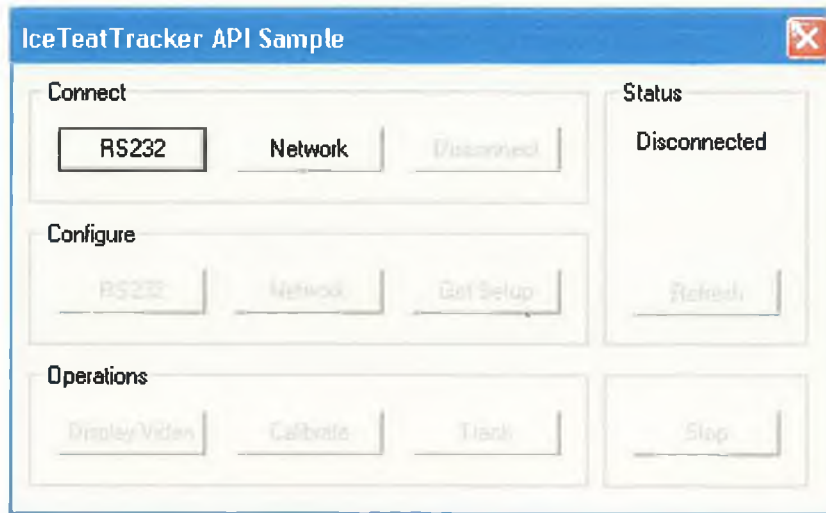 IceTeatTracker API Sample
Connect
RS232 Network Disconnect
Status
Disconnected
Configure
RS232 Network Get Setup
Refresh
Operations
Display Video Calibrate Track
Stop